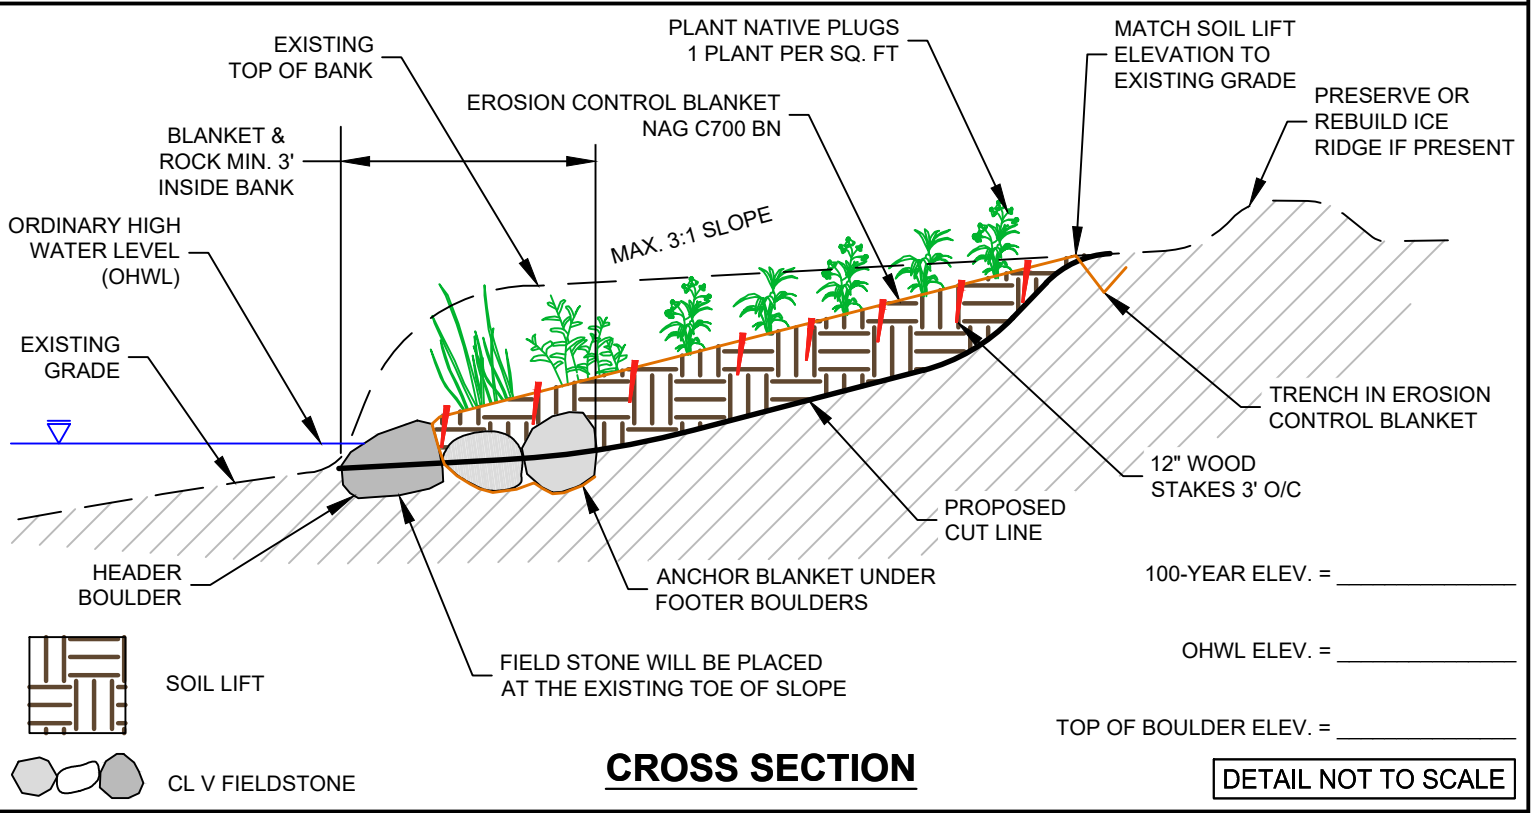 EXISTING
TOP OF BANK
PLANT NATIVE PLUGS
1 PLANT PER SQ. FT
MATCH SOIL LIFT
ELEVATION TO
EXISTING GRADE
EROSION CONTROL BLANKET
NAG C700 BN
PRESERVE OR
REBUILD ICE
RIDGE IF PRESENT
BLANKET &
ROCK MIN. 3'
INSIDE BANK
ORDINARY HIGH
WATER LEVEL
(OHWL)
MAX. 3:1 SLOPE
EXISTING
GRADE
TRENCH IN EROSION
CONTROL BLANKET
12" WOOD
STAKES 3' O/C
PROPOSED
CUT LINE
HEADER
BOULDER
ANCHOR BLANKET UNDER
FOOTER BOULDERS
100-YEAR ELEV. = _______________
FIELD STONE WILL BE PLACED
AT THE EXISTING TOE OF SLOPE
OHWL ELEV. = _______________
SOIL LIFT
TOP OF BOULDER ELEV. = _______________
CL V FIELDSTONE
CROSS SECTION
DETAIL NOT TO SCALE